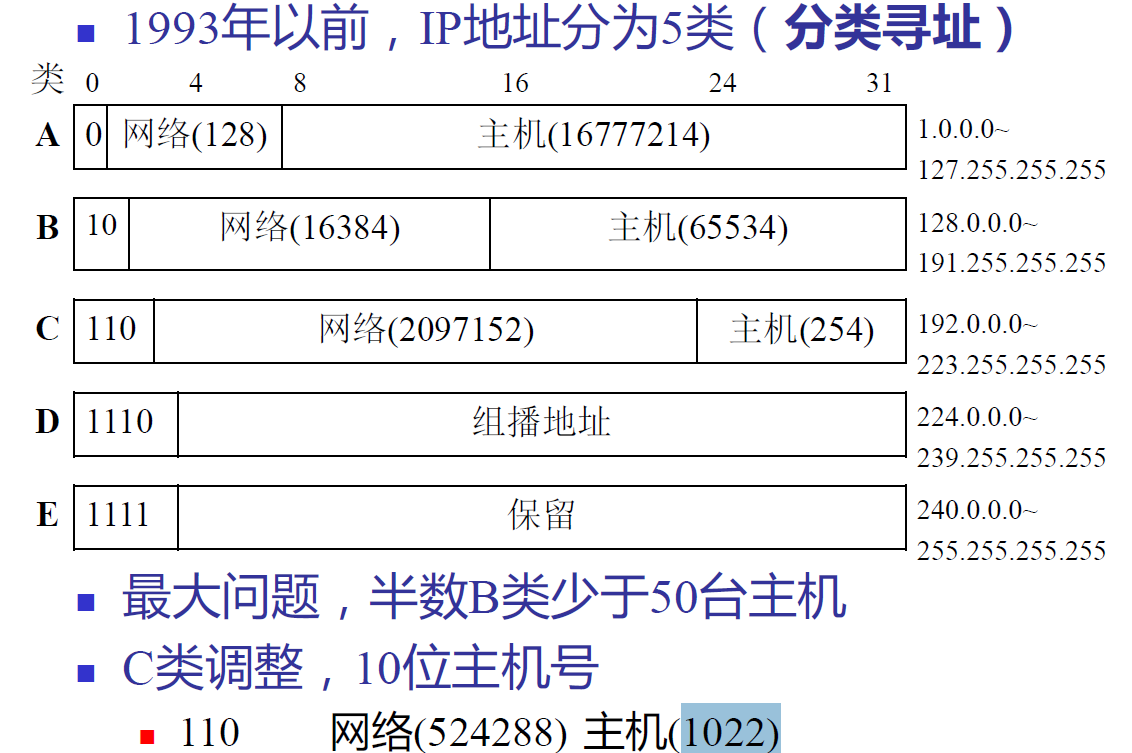 ■ 1993年以前，IP地址分为5类（分类寻址）
类 0 4 8 16 24 31
A 0 网络(128) 主机(16777214) 1.0.0.0~
127.255.255.255
B 10 网络(16384) 主机(65534) 128.0.0.0~
191.255.255.255
C 110 网络(2097152) 主机(254) 192.0.0.0~
223.255.255.255
D 1110 组播地址 224.0.0.0~
239.255.255.255
E 1111 保留 240.0.0.0~
255.255.255.255
■ 最大问题，半数B类少于50台主机
■ C类调整，10位主机号
■ 110 网络(524288) 主机(1022)